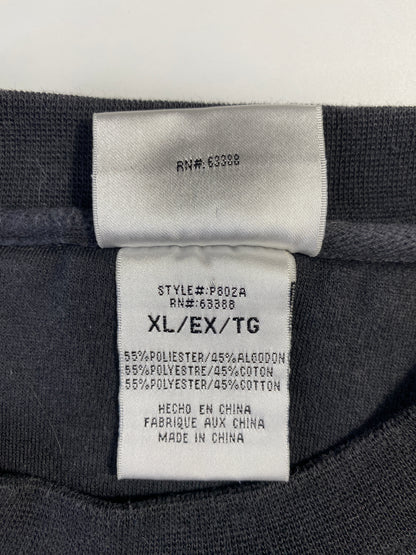 RN#:63388
STYLE#:P802A
RN#:63388
XL/EX/TG
55%POLIESTER/45%ALGODON
55%POLYESTRE/45%COTON
55%POLYESTER/45%COTTON
HECHO EN CHINA
FABRIQUE AUX CHINA
MADE IN CHINA